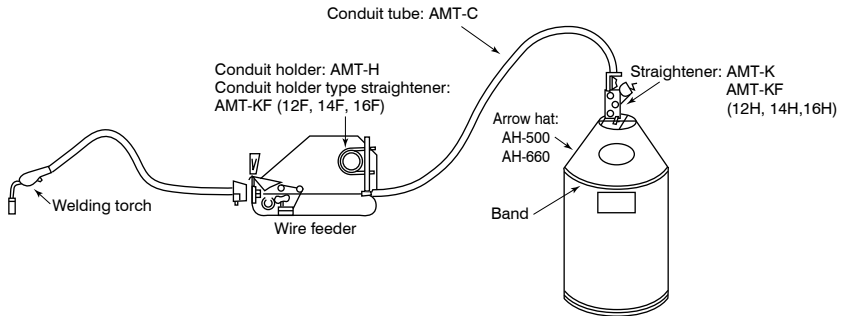 Conduit tube: AMT-C
Conduit holder: AMT-H
Conduit holder type straightener:
AMT-KF (12F, 14F, 16F)
Straightener: AMT-K
AMT-KF
(12H, 14H,16H)
Arrow hat:
AH-500
AH-660
Welding torch
Wire feeder
Band